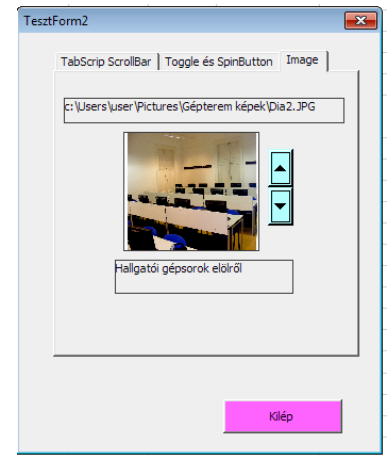 TesztForm2
TabScrip ScrollBar
Toggle és SpinButton
Image
c:\Users\user\Pictures\Gépterem képek\Dia2.JPG
Hallgatói gépsorok elölről
Kilép